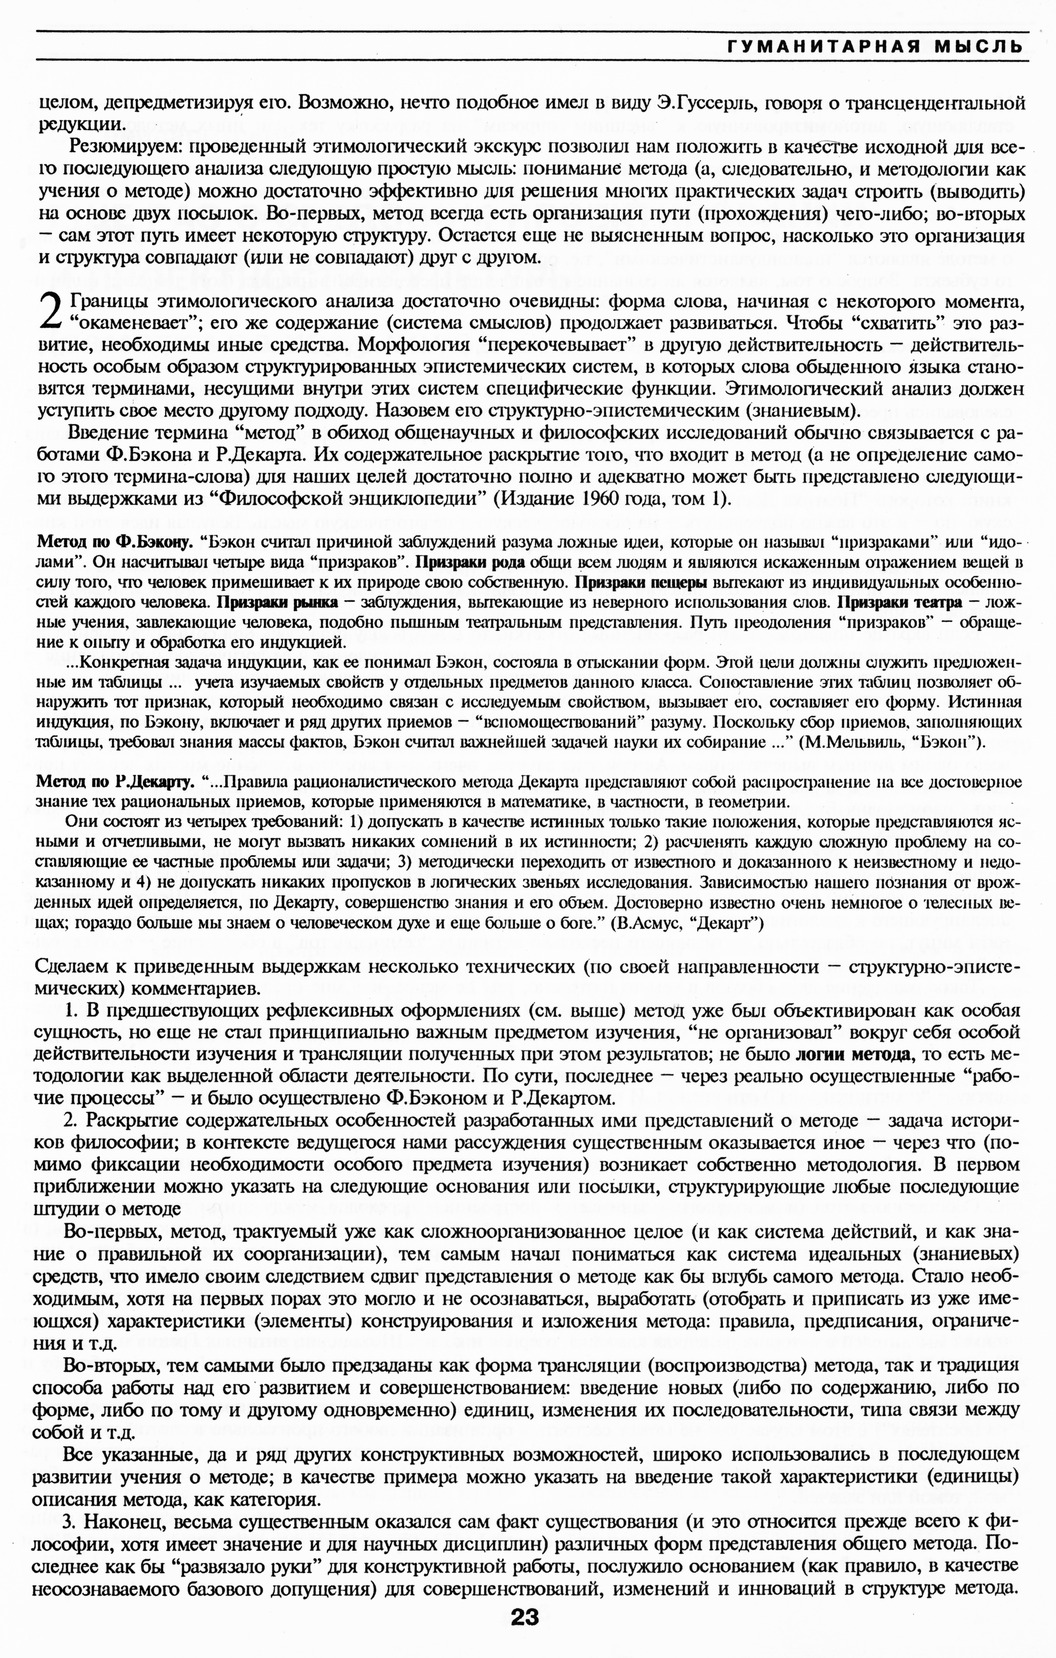 ГУМАНИТАРНАЯ МЫСЛЬ
целом, депредметизируя его. Возможно, нечто подобное имел в виду Э.Гуссерль, говоря о трансцендентальной
редукции.
Резюмируем: проведенный этимологический экскурс позволил нам положить в качестве исходной для все-
го последующего анализа следующую простую мысль: понимание метода (а, следовательно, и методологии как
учения о методе) можно достаточно эффективно для решения многих практических задач строить (выводить)
на основе двух посылок. Во-первых, метод всегда есть организация пути (прохождения) чего-либо; во-вторых
— сам этот путь имеет некоторую структуру. Остается еще не выясненным вопрос, насколько это организация
и структура совпадают (или не совпадают) друг с другом.
2 Границы этимологического анализа достаточно очевидны: форма слова, начиная с некоторого момента,
“окаменевает”; его же содержание (система смыслов) продолжает развиваться. Чтобы “схватить” это раз-
витие, необходимы иные средства. Морфология “перекочевывает” в другую действительность — действитель-
ность особым образом структурированных эпистемических систем, в которых слова обыденного языка стано-
вятся терминами, несущими внутри этих систем специфические функции. Этимологический анализ должен
уступить свое место другому подходу. Назовем его структурно-эпистемическим (знаниевым).
Введение термина “метод” в обиход общенаучных и философских исследований обычно связывается с ра-
ботами Ф.Бэкона и Р.Декарта. Их содержательное раскрытие того, что входит в метод (а не определение само-
го этого термина-слова) для наших целей достаточно полно и адекватно может быть представлено следующи-
ми выдержками из “Философской энциклопедии” (Издание 1960 года, том 1).
Метод по Ф.Бэкону. “Бэкон считал причиной заблуждений разума ложные идеи, которые он называл “призраками” или “идо-
лами”. Он насчитывал четыре вида “призраков”. Призраки рода общи всем людям и являются искаженным отражением вещей в
силу того, что человек примешивает к их природе свою собственную. Призраки пещеры вытекают из индивидуальных особенно-
стей каждого человека. Призраки рынка — заблуждения, вытекающие из неверного использования слов. Призраки театра — лож-
ные учения, завлекающие человека, подобно пышным театральным представления. Путь преодоления “призраков” — обраще-
ние к опыту и обработка его индукцией.
...Конкретная задача индукции, как ее понимал Бэкон, состояла в отыскании форм. Этой цели должны служить предложен-
ные им таблицы ... учета изучаемых свойств у отдельных предметов данного класса. Сопоставление этих таблиц позволяет об-
наружить тот признак, который необходимо связан с исследуемым свойством, вызывает его, составляет его форму. Истинная
индукция, по Бэкону, включает и ряд других приемов — “вспомоществований” разуму. Поскольку сбор приемов, заполняющих
таблицы, требовал знания массы фактов, Бэкон считал важнейшей задачей науки их собирание ...” (М.Мельвиль, “Бэкон”).
Метод по Р.Декарту. “...Правила рационалистического метода Декарта представляют собой распространение на все достоверное
знание тех рациональных приемов, которые применяются в математике, в частности, в геометрии.
Они состоят из четырех требований: 1) допускать в качестве истинных только такие положения, которые представляются яс-
ными и отчетливыми, не могут вызвать никаких сомнений в их истинности; 2) расчленять каждую сложную проблему на со-
ставляющие ее частные проблемы или задачи; 3) методически переходить от известного и доказанного к неизвестному и недо-
казанному и 4) не допускать никаких пропусков в логических звеньях исследования. Зависимостью нашего познания от врож-
денных идей определяется, по Декарту, совершенство знания и его объем. Достоверно известно очень немногое о телесных ве-
щах; гораздо больше мы знаем о человеческом духе и еще больше о боге.” (В.Асмус, “Декарт”)
Сделаем к приведенным выдержкам несколько технических (по своей направленности — структурно-эписте-
мических) комментариев.
1. В предшествующих рефлексивных оформлениях (см. выше) метод уже был объективирован как особая
сущность, но еще не стал принципиально важным предметом изучения, “не организовал” вокруг себя особой
действительности изучения и трансляции полученных при этом результатов; не было логии метода, то есть ме-
тодологии как выделенной области деятельности. По сути, последнее — через реально осуществленные “рабо-
чие процессы” — и было осуществлено Ф.Бэконом и Р.Декартом.
2. Раскрытие содержательных особенностей разработанных ими представлений о методе — задача истори-
ков философии; в контексте ведущегося нами рассуждения существенным оказывается иное — через что (по-
мимо фиксации необходимости особого предмета изучения) возникает собственно методология. В первом
приближении можно указать на следующие основания или посылки, структурирующие любые последующие
штудии о методе
Во-первых, метод, трактуемый уже как сложноорганизованное целое (и как система действий, и как зна-
ние о правильной их соорганизации), тем самым начал пониматься как система идеальных (знаниевых)
средств, что имело своим следствием сдвиг представления о методе как бы вглубь самого метода. Стало необ-
ходимым, хотя на первых порах это могло и не осознаваться, выработать (отобрать и приписать из уже име-
ющхся) характеристики (элементы) конструирования и изложения метода: правила, предписания, ограниче-
ния и т.д.
Во-вторых, тем самыми было предзаданы как форма трансляции (воспроизводства) метода, так и традиция
способа работы над его развитием и совершенствованием: введение новых (либо по содержанию, либо по
форме, либо по тому и другому одновременно) единиц, изменения их последовательности, типа связи между
собой и т.д.
Все указанные, да и ряд других конструктивных возможностей, широко использовались в последующем
развитии учения о методе; в качестве примера можно указать на введение такой характеристики (единицы)
описания метода, как категория.
3. Наконец, весьма существенным оказался сам факт существования (и это относится прежде всего к фи-
лософии, хотя имеет значение и для научных дисциплин) различных форм представления общего метода. По-
следнее как бы “развязало руки” для конструктивной работы, послужило основанием (как правило, в качестве
неосознаваемого базового допущения) для совершенствований, изменений и инноваций в структуре метода.
23